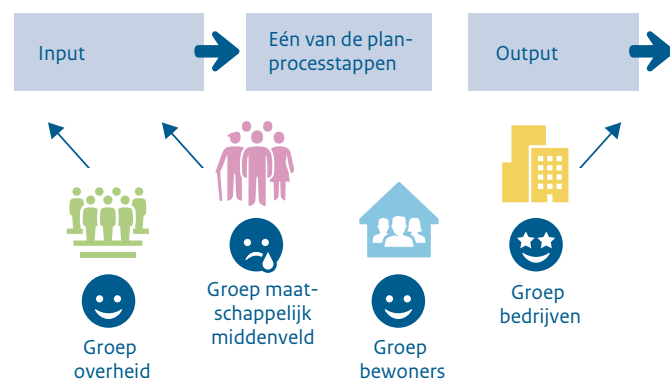 Input
Eén van de plan-
processtappen
Output
Groep maat-
schappelijk
middenveld
Groep
bedrijven
Groep
overheid
Groep
bewoners